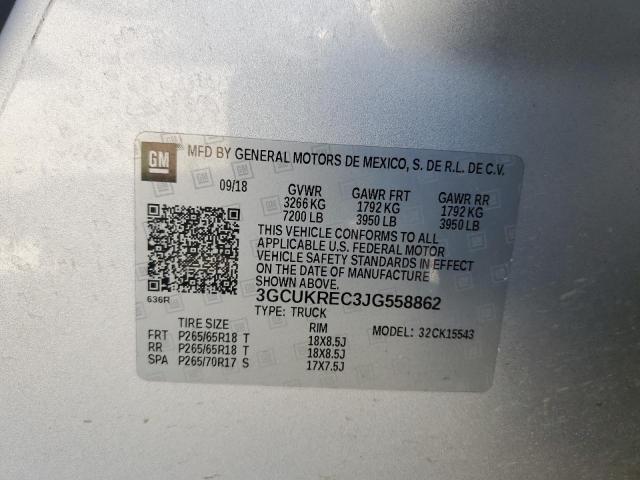 GM MFD BY GENERAL MOTORS DE MEXICO, S. DE R.L. DE C.V.
09/18 GVWR GAWR FRT GAWR RR
3266 KG 1792 KG 1792 KG
7200 LB 3950 LB 3950 LB
THIS VEHICLE CONFORMS TO ALL
APPLICABLE U.S. FEDERAL MOTOR
VEHICLE SAFETY STANDARDS IN EFFECT
ON THE DATE OF MANUFACTURE
SHOWN ABOVE.
636R 3GCUKREC3JG558862
TYPE: TRUCK
TIRE SIZE RIM MODEL: 32CK15543
FRT P265/65R18 T 18X8.5J
RR P265/65R18 T 18X8.5J
SPA P265/70R17 S 17X7.5J